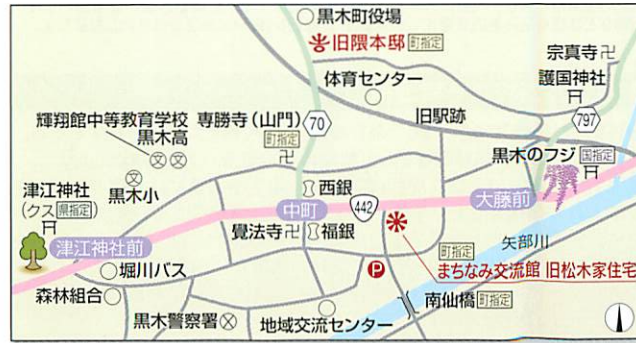 黒木町役場
旧隈本邸 町指定
体育センター
宗真寺
護国神社
輝翔館中等教育学校
黒木高
専勝寺(山門)
町指定
70
旧駅跡
797
黒木のフジ 国指定
黒木小
津江神社
(クス県指定)
西銀
中町
442
大藤前
津江神社前
覺法寺
福銀
矢部川
町指定
まちなみ交流館 旧松木家住宅
堀川バス
P
森林組合
黒木警察署
地域交流センター
南仙橋 町指定